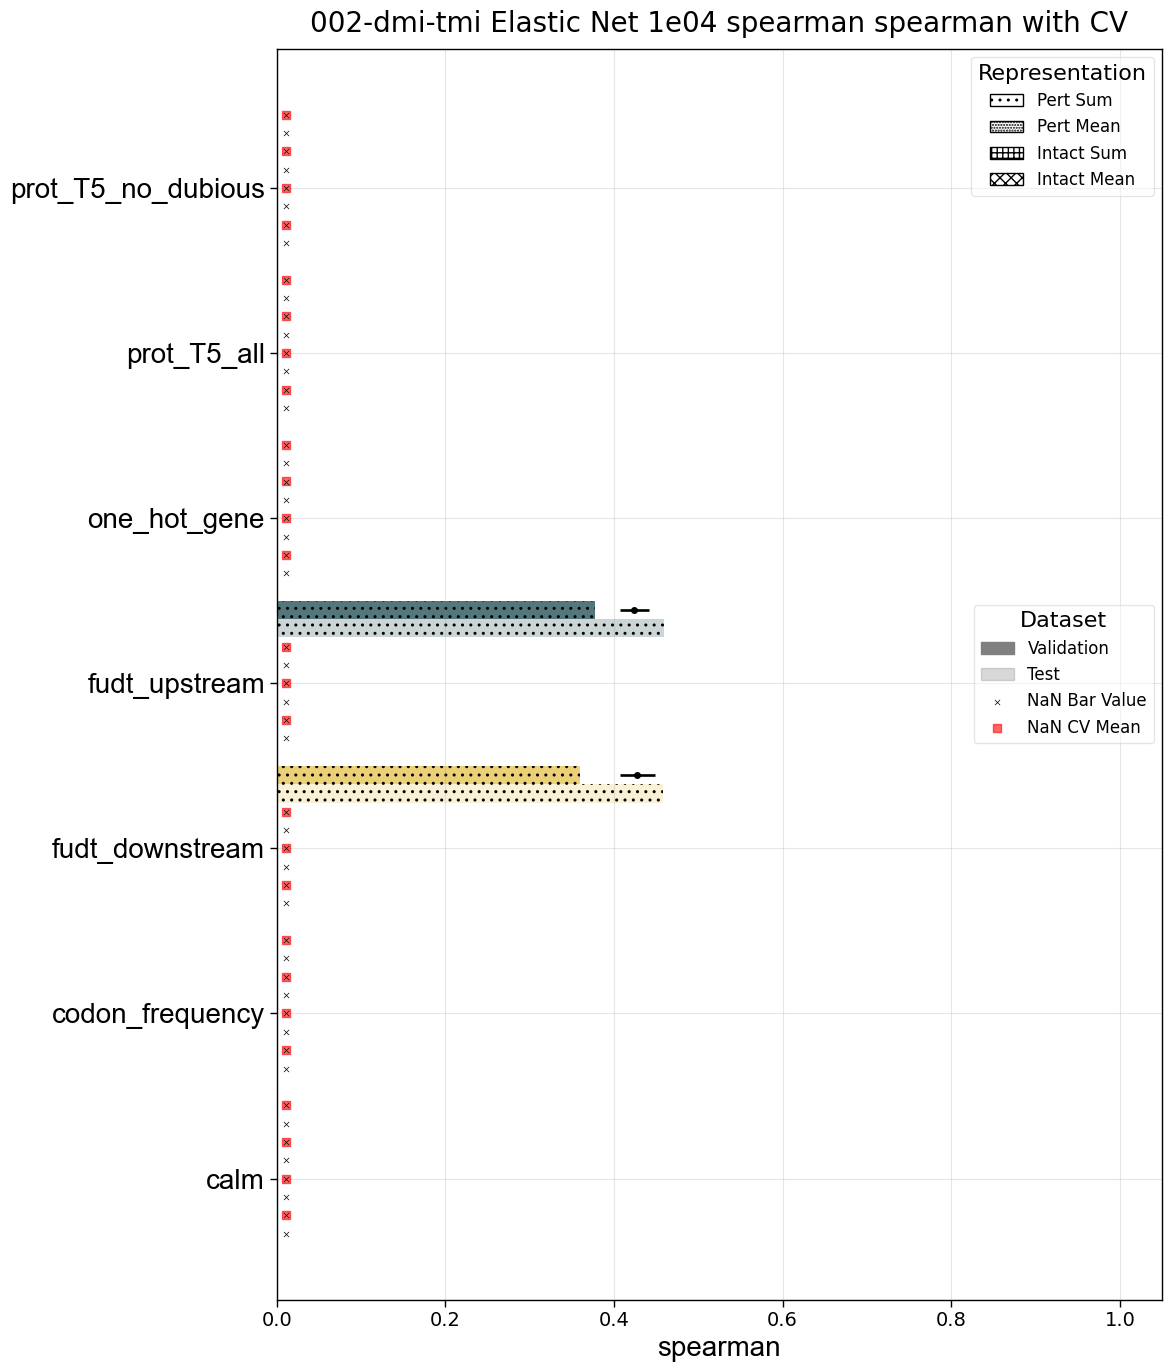 002-dmi-tmi Elastic Net 1e04 spearman spearman with CV
Representation
Pert Sum
Pert Mean
Intact Sum
Intact Mean
prot_T5_no_dubious
prot_T5_all
one_hot_gene
fudt_upstream
fudt_downstream
codon_frequency
calm
Dataset
Validation
Test
NaN Bar Value
NaN CV Mean
0.0 0.2 0.4 0.6 0.8 1.0
spearman